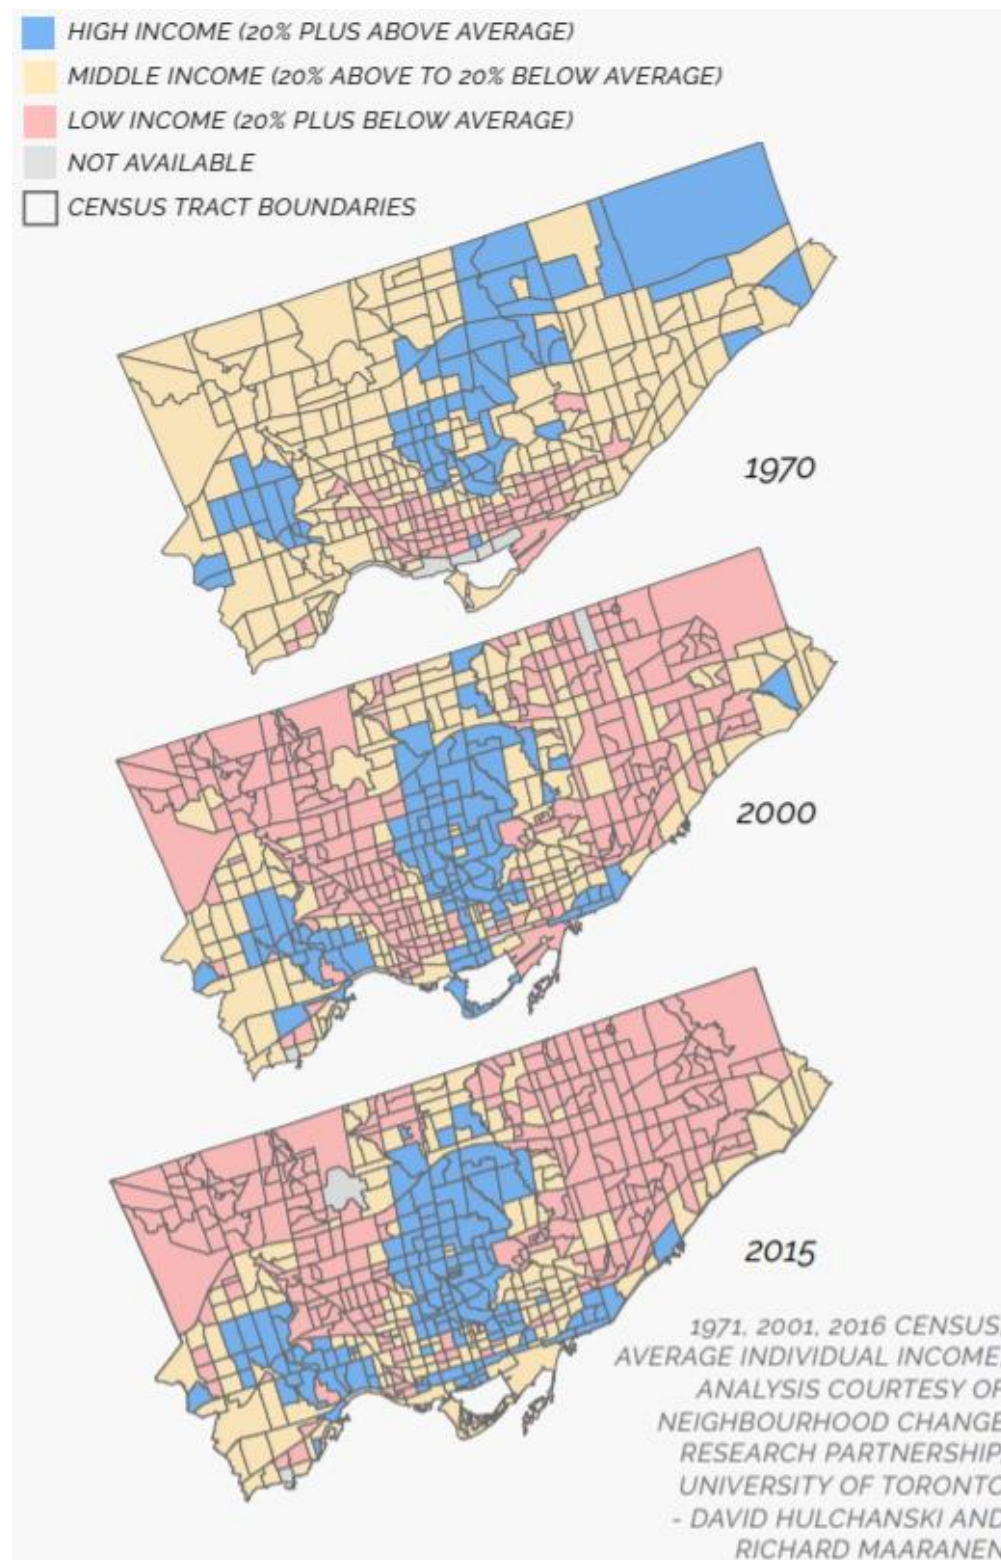 HIGH INCOME (20% PLUS ABOVE AVERAGE)
MIDDLE INCOME (20% ABOVE TO 20% BELOW AVERAGE)
LOW INCOME (20% PLUS BELOW AVERAGE)
NOT AVAILABLE
CENSUS TRACT BOUNDARIES
1970
2000
2015
1971, 2001, 2016 CENSUS.
AVERAGE INDIVIDUAL INCOME.
ANALYSIS COURTESY OF
NEIGHBOURHOOD CHANGE
RESEARCH PARTNERSHIP,
UNIVERSITY OF TORONTO
- DAVID HULCHANSKI AND
RICHARD MAARANEN